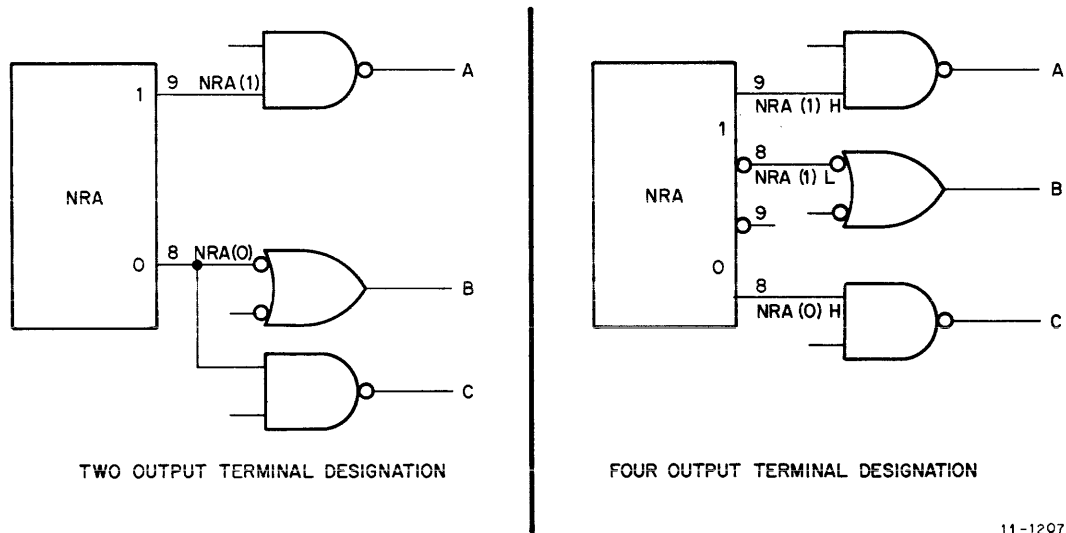 9 NRA(1)
A
1
NRA
8 NRA(0)
0
B
C
TWO OUTPUT TERMINAL DESIGNATION
9
NRA (1) H
A
1
8
NRA (1) L
B
NRA
9
0
8
NRA (0) H
C
FOUR OUTPUT TERMINAL DESIGNATION
11-1207